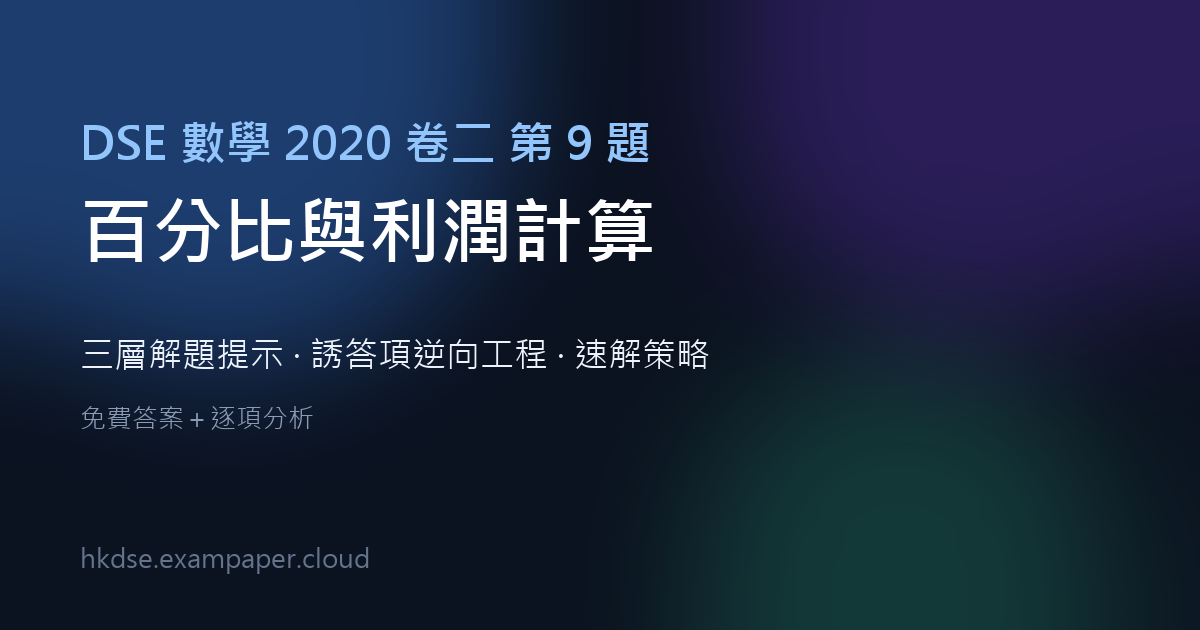 DSE 數學 2020 卷二 第 9 題
百分比與利潤計算
三層解題提示 · 誘答項逆向工程 · 速解策略
免費答案 + 逐項分析
hkdse.exampaper.cloud